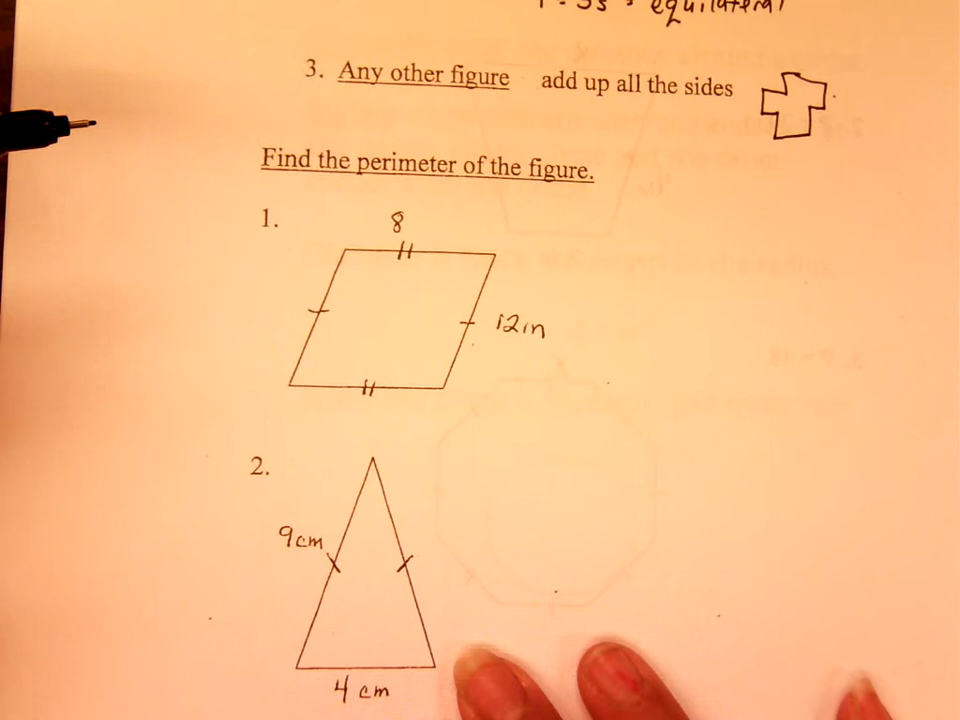 = equilateral
3. Any other figure add up all the sides
Find the perimeter of the figure.
1.
8
12in
2.
9cm
4 cm